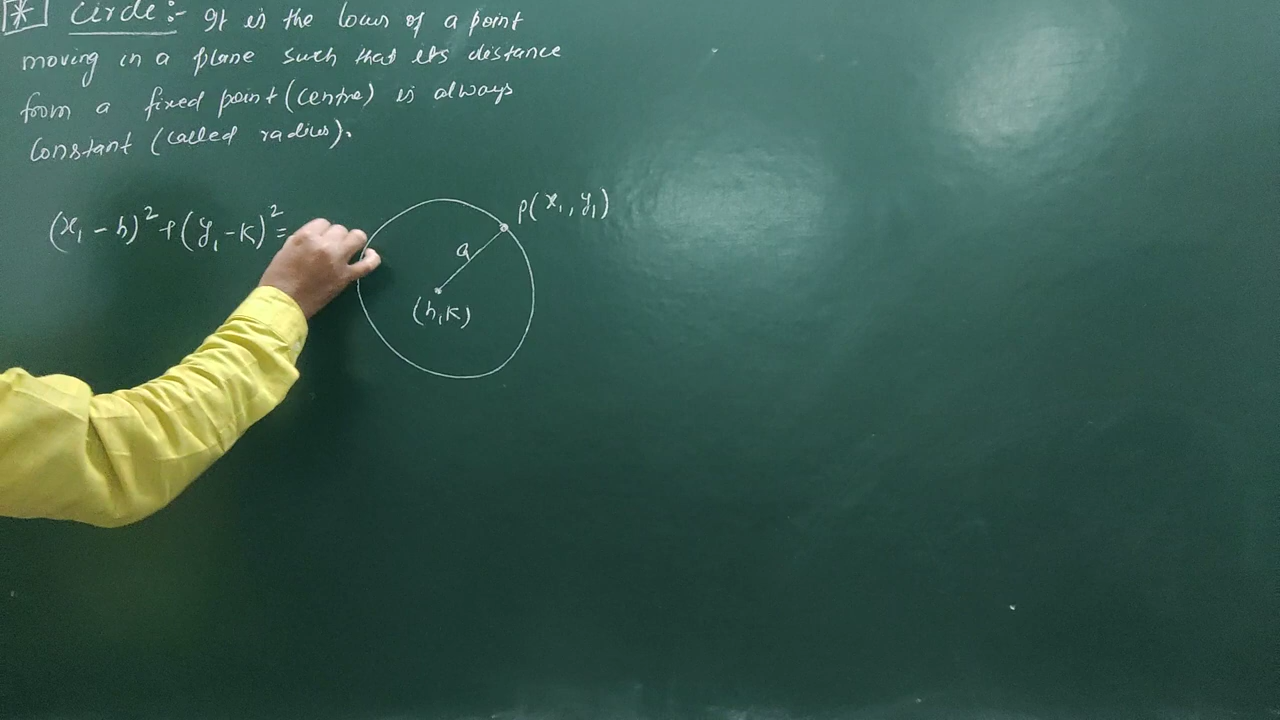 * Circle:- It is the locus of a point
moving in a plane such that its distance
from a fixed point (centre) is always
constant (called radius).
P(x₁, y₁)
(x₁ - h)² + (y₁ - k)² =
a
(h, k)